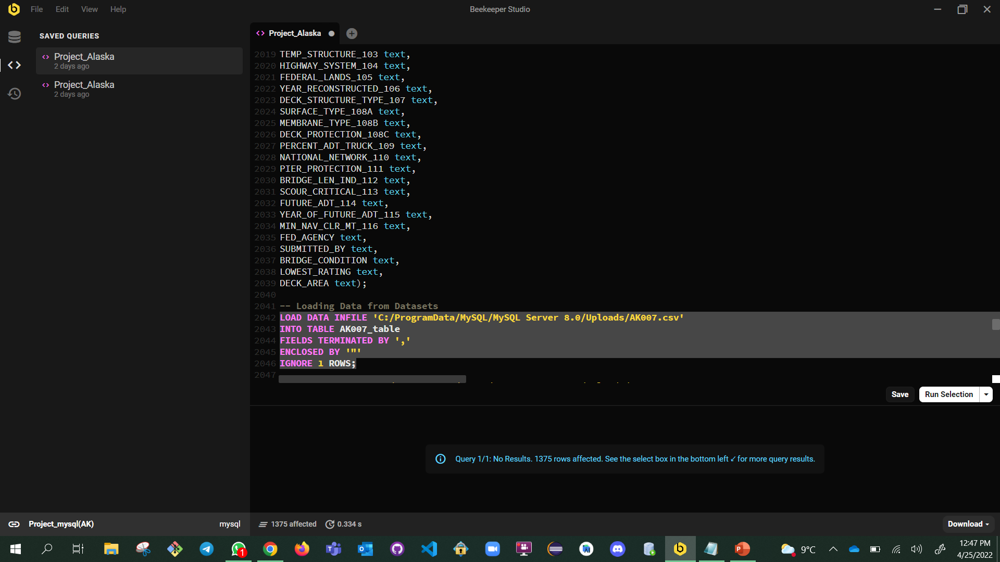 File Edit View Help
Beekeeper Studio
SAVED QUERIES
Project_Alaska
2 days ago
Project_Alaska
2 days ago
Project_Alaska
2019 TEMP_STRUCTURE_103 text,
2020 HIGHWAY_SYSTEM_104 text,
2021 FEDERAL_LANDS_105 text,
2022 YEAR_RECONSTRUCTED_106 text,
2023 DECK_STRUCTURE_TYPE_107 text,
2024 SURFACE_TYPE_108A text,
2025 MEMBRANE_TYPE_108B text,
2026 DECK_PROTECTION_108C text,
2027 PERCENT_ADT_TRUCK_109 text,
2028 NATIONAL_NETWORK_110 text,
2029 PIER_PROTECTION_111 text,
2030 BRIDGE_LEN_IND_112 text,
2031 SCOUR_CRITICAL_113 text,
2032 FUTURE_ADT_114 text,
2033 YEAR_OF_FUTURE_ADT_115 text,
2034 MIN_NAV_CLR_MT_116 text,
2035 FED_AGENCY text,
2036 SUBMITTED_BY text,
2037 BRIDGE_CONDITION text,
2038 LOWEST_RATING text,
2039 DECK_AREA text);
2040
2041 -- Loading Data from Datasets
2042 LOAD DATA INFILE 'C:/ProgramData/MySQL/MySQL Server 8.0/Uploads/AK007.csv'
2043 INTO TABLE AK007_table
2044 FIELDS TERMINATED BY ','
2045 ENCLOSED BY '"'
2046 IGNORE 1 ROWS;
2047
Save
Run Selection
Query 1/1: No Results. 1375 rows affected. See the select box in the bottom left ↙ for more query results.
Project_mysql(AK)
mysql
1375 affected
0.334 s
Download
1
9°C
12:47 PM
4/25/2022